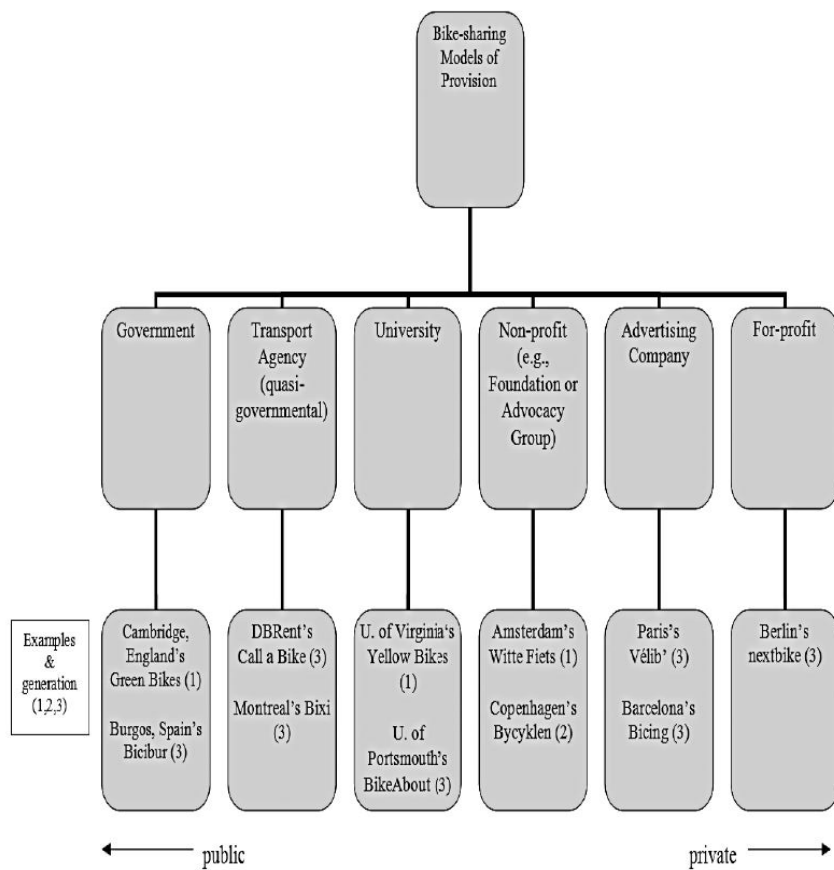 Bike-sharing
Models of
Provision
Government
Transport
Agency
(quasi-
governmental)
University
Non-profit
(e.g.,
Foundation or
Advocacy
Group)
Advertising
Company
For-profit
Examples
&
generation
(1,2,3)
Cambridge,
England's
Green Bikes (1)
Burgos, Spain's
Bicibur (3)
DBRent's
Call a Bike (3)
Montreal's Bixi
(3)
U. of Virginia's
Yellow Bikes
(1)
U. of
Portsmouth's
BikeAbout (3)
Amsterdam's
Witte Fiets (1)
Copenhagen's
Bycyklen (2)
Paris's
Vélib' (3)
Barcelona's
Bicing (3)
Berlin's
nextbike (3)
public
private